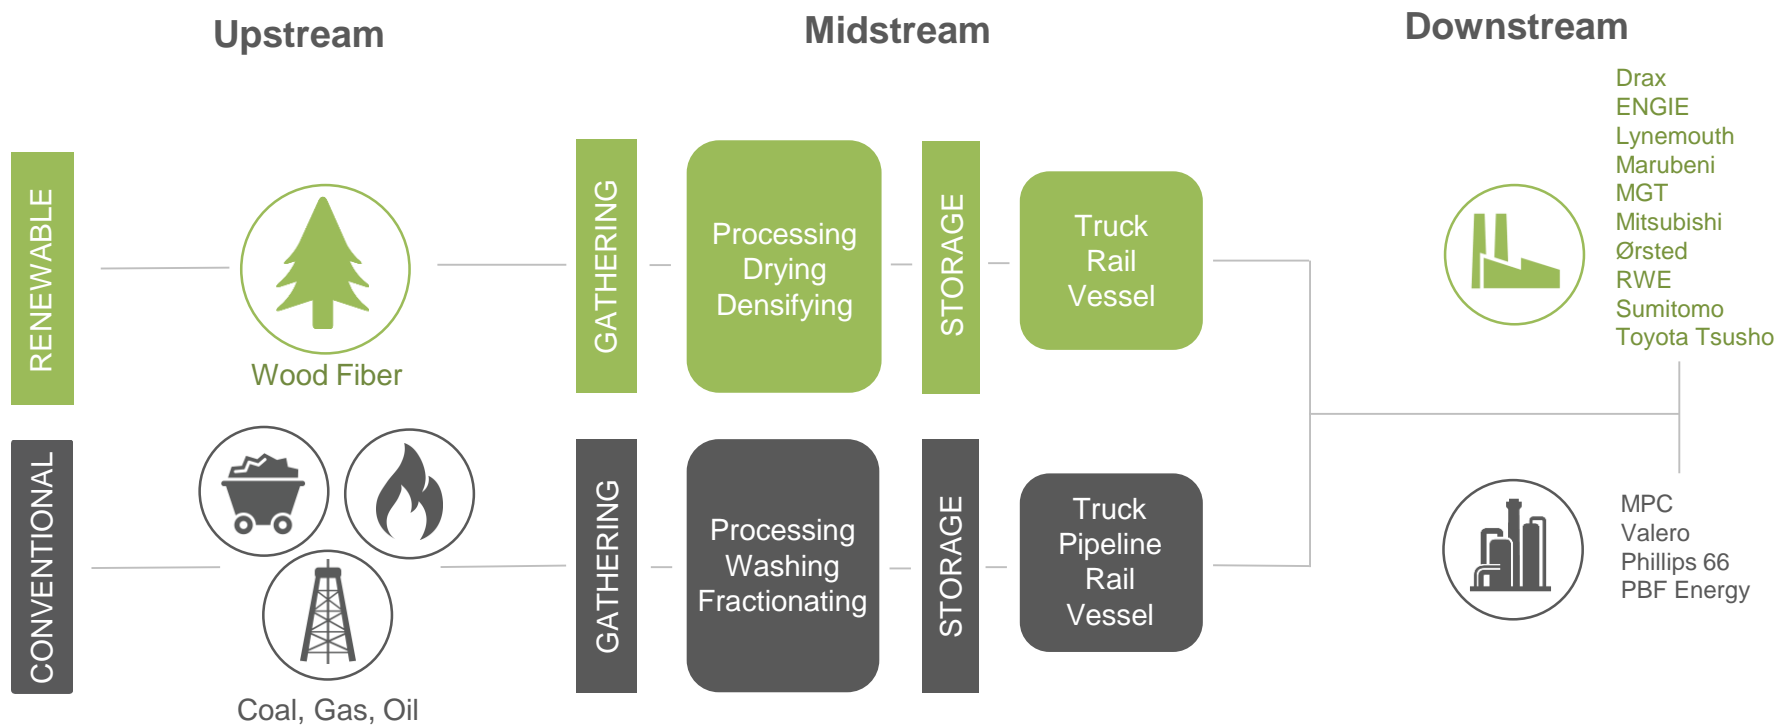 Upstream
Midstream
Downstream
RENEWABLE
Wood Fiber
GATHERING
Processing
Drying
Densifying
STORAGE
Truck
Rail
Vessel
Drax
ENGIE
Lynemouth
Marubeni
MGT
Mitsubishi
Ørsted
RWE
Sumitomo
Toyota Tsusho
CONVENTIONAL
Coal, Gas, Oil
GATHERING
Processing
Washing
Fractionating
STORAGE
Truck
Pipeline
Rail
Vessel
MPC
Valero
Phillips 66
PBF Energy